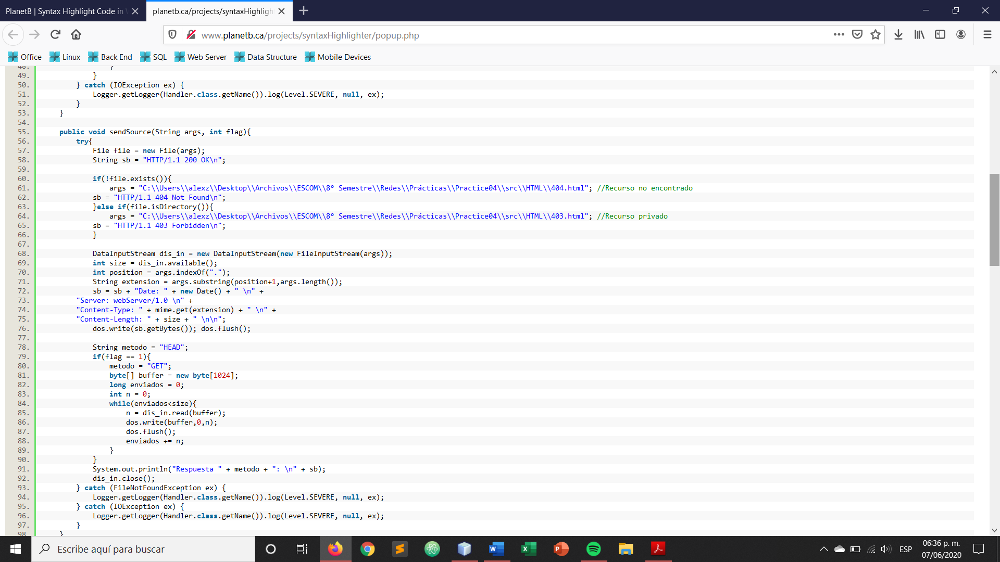 PlanetB | Syntax Highlight Code in
planetb.ca/projects/syntaxHighligh
www.planetb.ca/projects/syntaxHighlighter/popup.php
Office Linux Back End SQL Web Server Data Structure Mobile Devices
48. }
49. }
50. } catch (IOException ex) {
51. Logger.getLogger(Handler.class.getName()).log(Level.SEVERE, null, ex);
52. }
53. }
54.
55. public void sendSource(String args, int flag){
56. try{
57. File file = new File(args);
58. String sb = "HTTP/1.1 200 OK\n";
59.
60. if(!file.exists()){
61. args = "C:\\Users\\alexz\\Desktop\\Archivos\\ESCOM\\8° Semestre\\Redes\\Prácticas\\Practice04\\src\\HTML\\404.html"; //Recurso no encontrado
62. sb = "HTTP/1.1 404 Not Found\n";
63. }else if(file.isDirectory()){
64. args = "C:\\Users\\alexz\\Desktop\\Archivos\\ESCOM\\8° Semestre\\Redes\\Prácticas\\Practice04\\src\\HTML\\403.html"; //Recurso privado
65. sb = "HTTP/1.1 403 Forbidden\n";
66. }
67.
68. DataInputStream dis_in = new DataInputStream(new FileInputStream(args));
69. int size = dis_in.available();
70. int position = args.indexOf(".");
71. String extension = args.substring(position+1,args.length());
72. sb = sb + "Date: " + new Date() + " \n" +
73. "Server: webServer/1.0 \n" +
74. "Content-Type: " + mime.get(extension) + " \n" +
75. "Content-Length: " + size + " \n\n";
76. dos.write(sb.getBytes()); dos.flush();
77.
78. String metodo = "HEAD";
79. if(flag == 1){
80. metodo = "GET";
81. byte[] buffer = new byte[1024];
82. long enviados = 0;
83. int n = 0;
84. while(enviados<size){
85. n = dis_in.read(buffer);
86. dos.write(buffer,0,n);
87. dos.flush();
88. enviados += n;
89. }
90. }
91. System.out.println("Respuesta " + metodo + ": \n" + sb);
92. dis_in.close();
93. } catch (FileNotFoundException ex) {
94. Logger.getLogger(Handler.class.getName()).log(Level.SEVERE, null, ex);
95. } catch (IOException ex) {
96. Logger.getLogger(Handler.class.getName()).log(Level.SEVERE, null, ex);
97. }
98. }
Escribe aquí para buscar
ESP
06:36 p. m.
07/06/2020